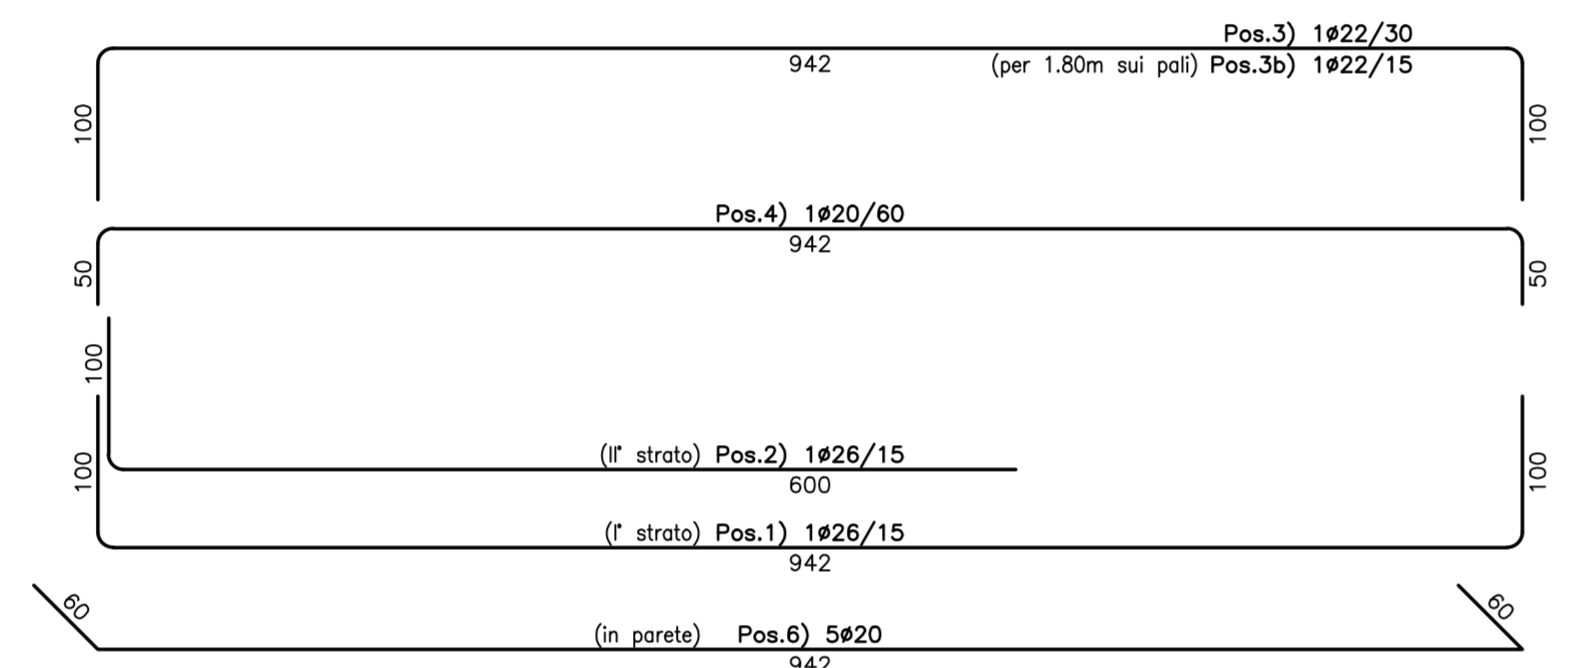 Pos.3) 1ø22/30
942 (per 1.80m sui pali) Pos.3b) 1ø22/15
100
100
Pos.4) 1ø20/60
942
50
50
100
(II° strato) Pos.2) 1ø26/15
600
100
100
(I° strato) Pos.1) 1ø26/15
942
60
60
(in parete) Pos.6) 5ø20
942